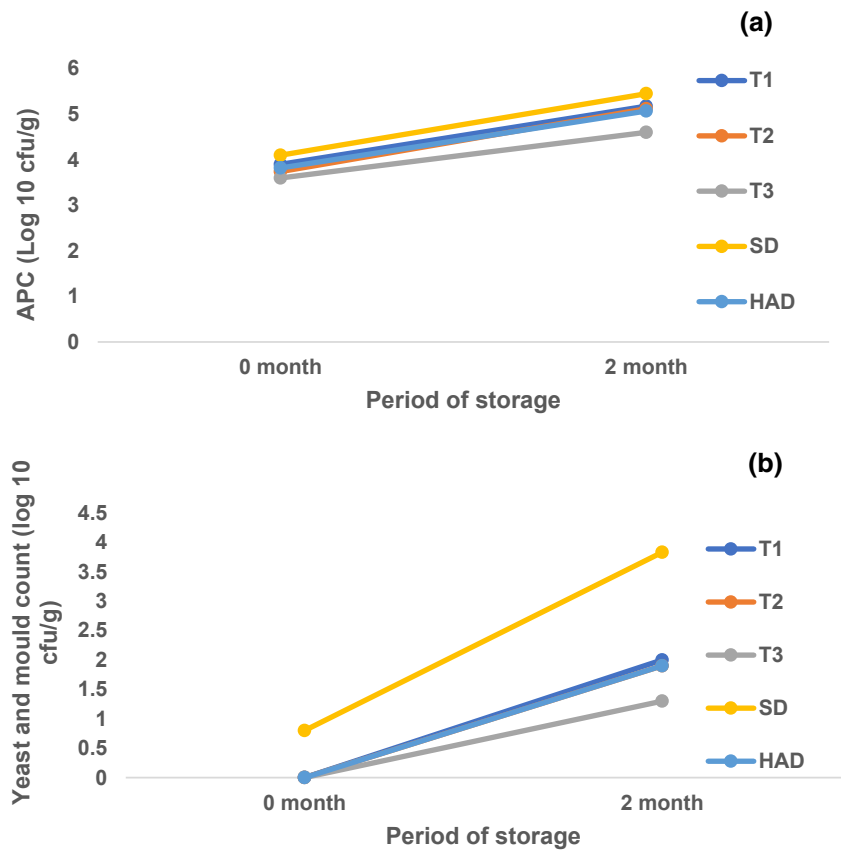 (a)
6
5
4
3
2
1
0
APC (Log 10 cfu/g)
0 month
2 month
Period of storage
T1
T2
T3
SD
HAD
(b)
4.5
4
3.5
3
2.5
2
1.5
1
0.5
0
Yeast and mould count (log 10
cfu/g)
0 month
2 month
Period of storage
T1
T2
T3
SD
HAD